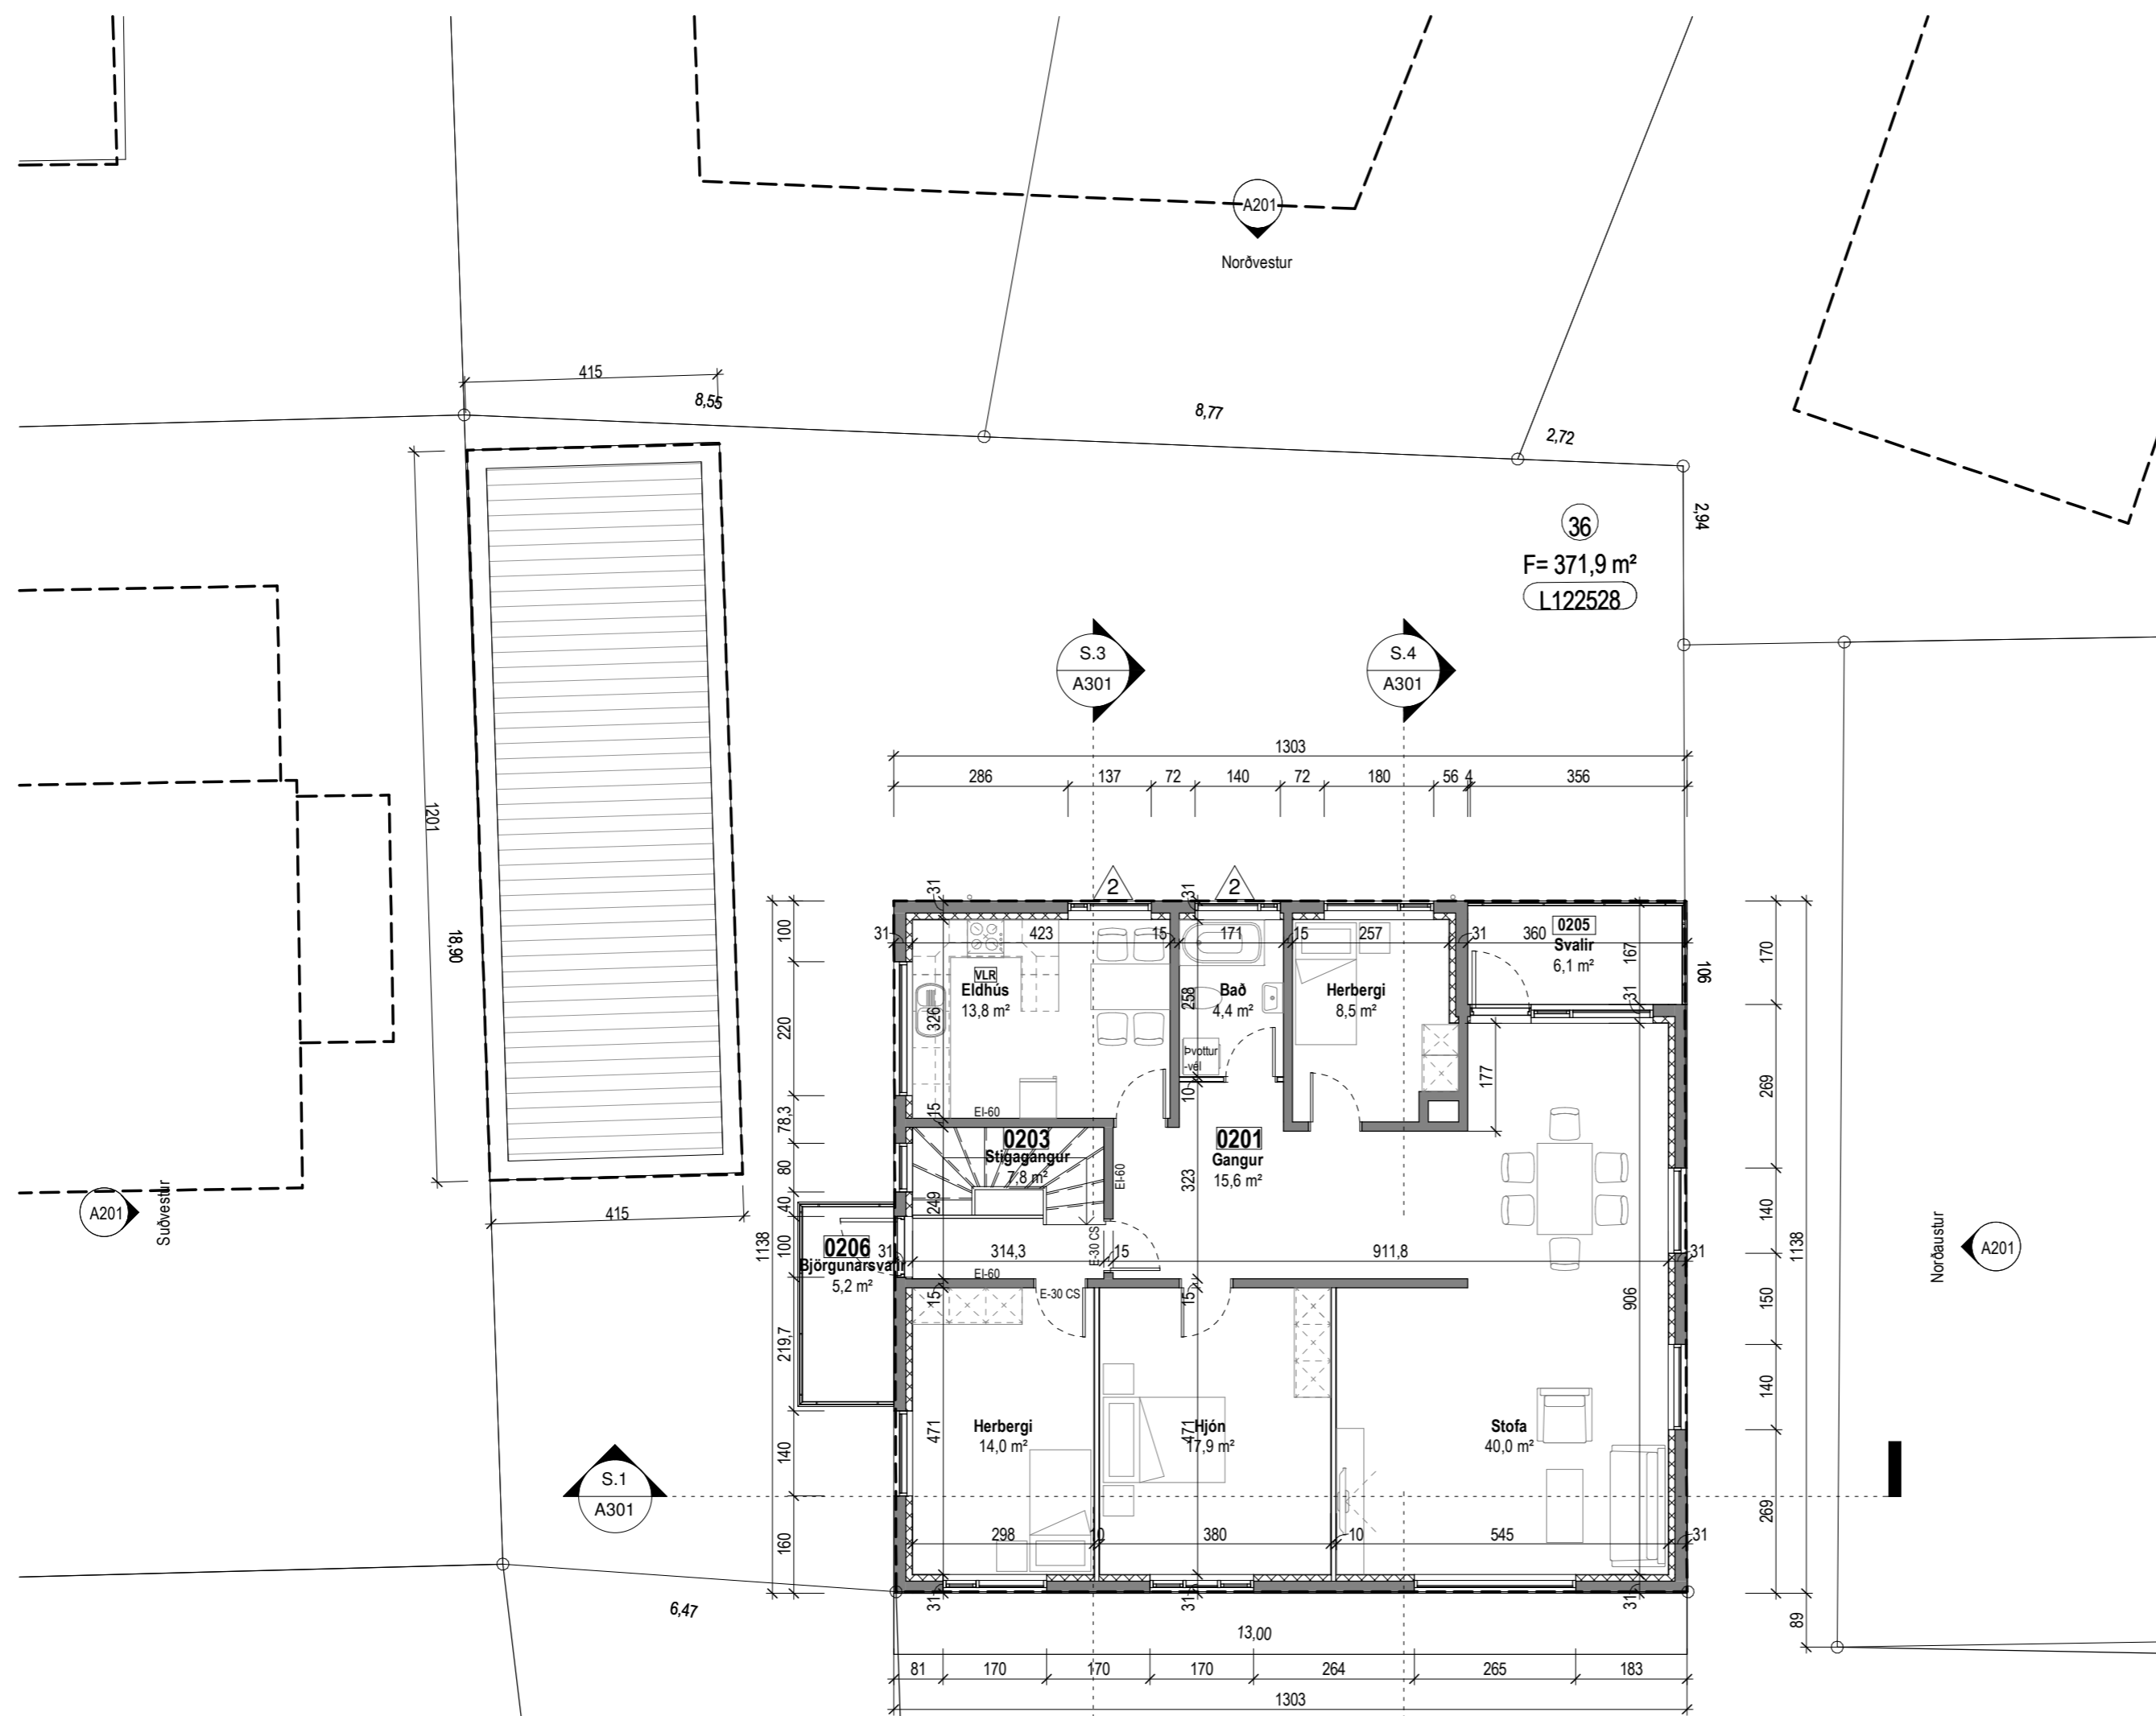 A201
Norðvestur
415
8,55
8,77
2,72
2,94
36
F= 371,9 m²
L122528
S.3
A301
S.4
A301
1303
286
137
72
140
72
180
56
4
356
1201
18,90
2
2
31
31
100
220
78,3
80
40
100
219,7
140
160
1138
31
423
15
171
15
257
31
360
0205
Svalir
6,1 m²
167
31
106
170
VLR
Eldhús
13,8 m²
326
Bað
4,4 m²
258
Herbergi
8,5 m²
Þvottur
-vél
10
177
269
15
EI-60
0203
Stigagangur
7,8 m²
249
EI-60
0201
Gangur
15,6 m²
323
140
1138
A201
Suðvestur
415
0206
Björgunarsvalir
5,2 m²
31
314,3
E-30 CS
15
911,8
31
Norðaustur
A201
EI-60
E-30 CS
15
15
906
150
140
269
89
471
Herbergi
14,0 m²
471
Hjón
17,9 m²
Stofa
40,0 m²
S.1
A301
298
10
380
10
545
31
31
31
31
6,47
13,00
81
170
170
170
264
265
183
1303